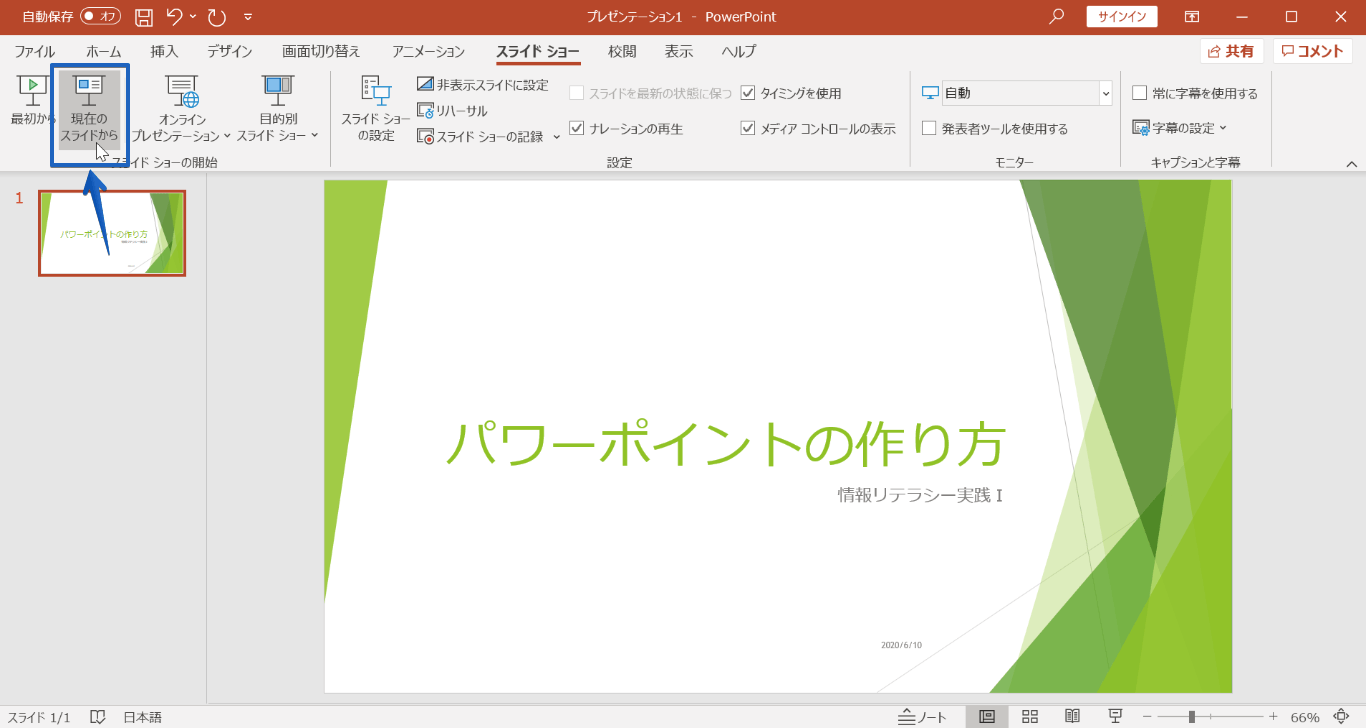 自動保存 オフ
プレゼンテーション1 - PowerPoint
サインイン
ファイル ホーム 挿入 デザイン 画面切り替え アニメーション スライド ショー 校閲 表示 ヘルプ
共有 コメント
最初から
現在の
スライドから
オンライン
プレゼンテーション
目的別
スライド ショー
スライド ショーの開始
スライド ショー
の設定
非表示スライドに設定
リハーサル
スライド ショーの記録
スライドを最新の状態に保つ
ナレーションの再生
タイミングを使用
メディア コントロールの表示
設定
自動
発表者ツールを使用する
モニター
常に字幕を使用する
字幕の設定
キャプションと字幕
1
パワーポイントの作り方
パワーポイントの作り方
情報リテラシー実践 I
2020/6/10
スライド 1/1 日本語
ノート
66%